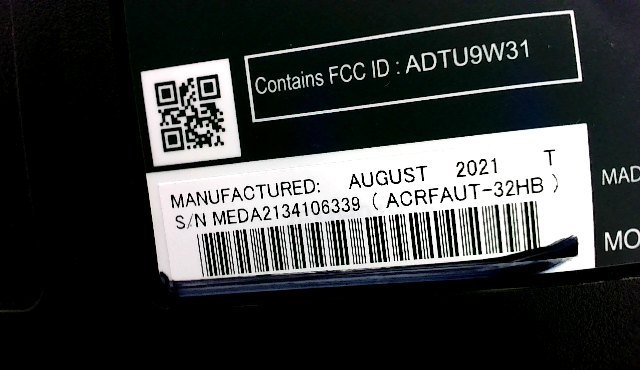 Contains FCC ID : ADTU9W31
MANUFACTURED: AUGUST 2021 T
S/N MEDA2134106339 ( ACRFAUT-32HB )
MAD
MO